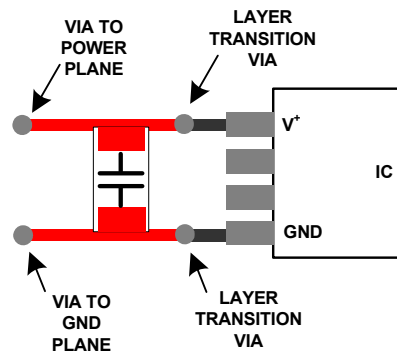 VIA TO
POWER
PLANE
LAYER
TRANSITION
VIA
V+
IC
GND
VIA TO
GND
PLANE
LAYER
TRANSITION
VIA